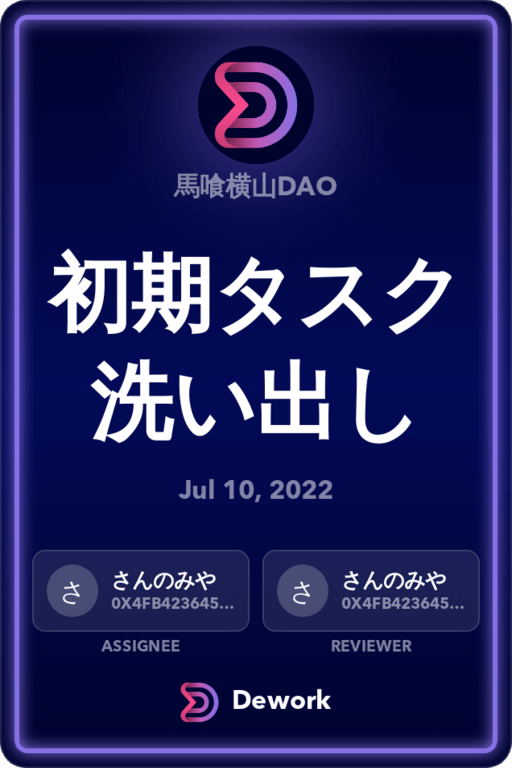 馬喰横山DAO
初期タスク
洗い出し
Jul 10, 2022
さ
さんのみや
0X4FB423645...
ASSIGNEE
さ
さんのみや
0X4FB423645...
REVIEWER
Dework